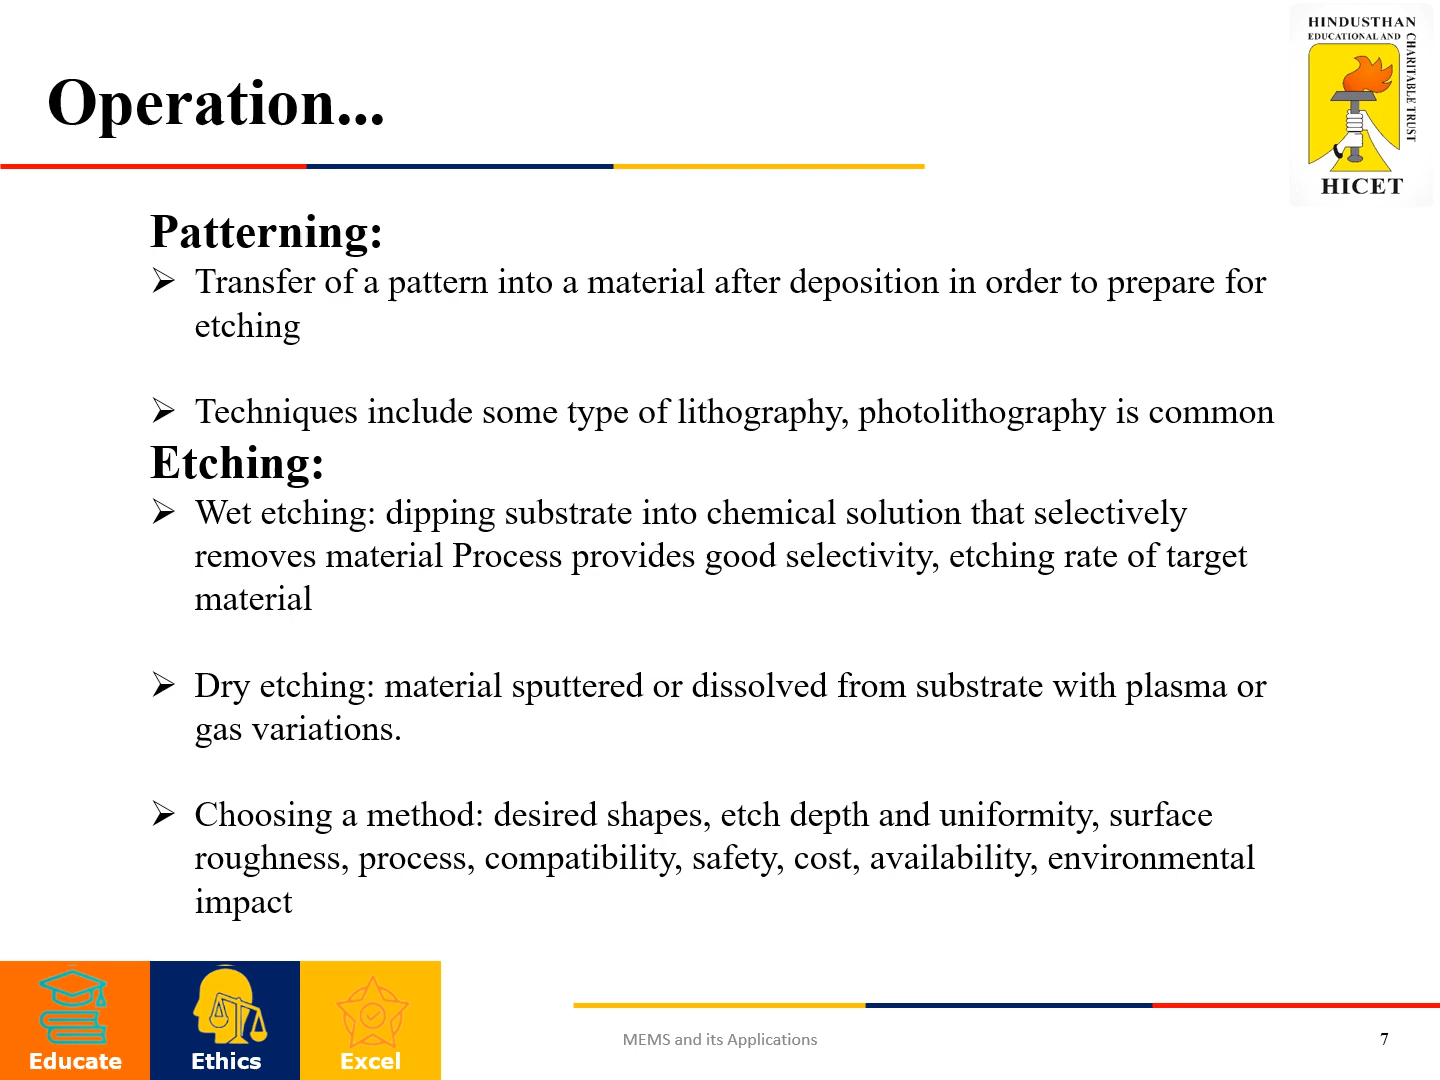 HINDUSTHAN
EDUCATIONAL AND
CHARITABLE TRUST
HICET
Operation...
Patterning:
➢ Transfer of a pattern into a material after deposition in order to prepare for
etching
➢ Techniques include some type of lithography, photolithography is common
Etching:
➢ Wet etching: dipping substrate into chemical solution that selectively
removes material Process provides good selectivity, etching rate of target
material
➢ Dry etching: material sputtered or dissolved from substrate with plasma or
gas variations.
➢ Choosing a method: desired shapes, etch depth and uniformity, surface
roughness, process, compatibility, safety, cost, availability, environmental
impact
Educate
Ethics
Excel
MEMS and its Applications
7